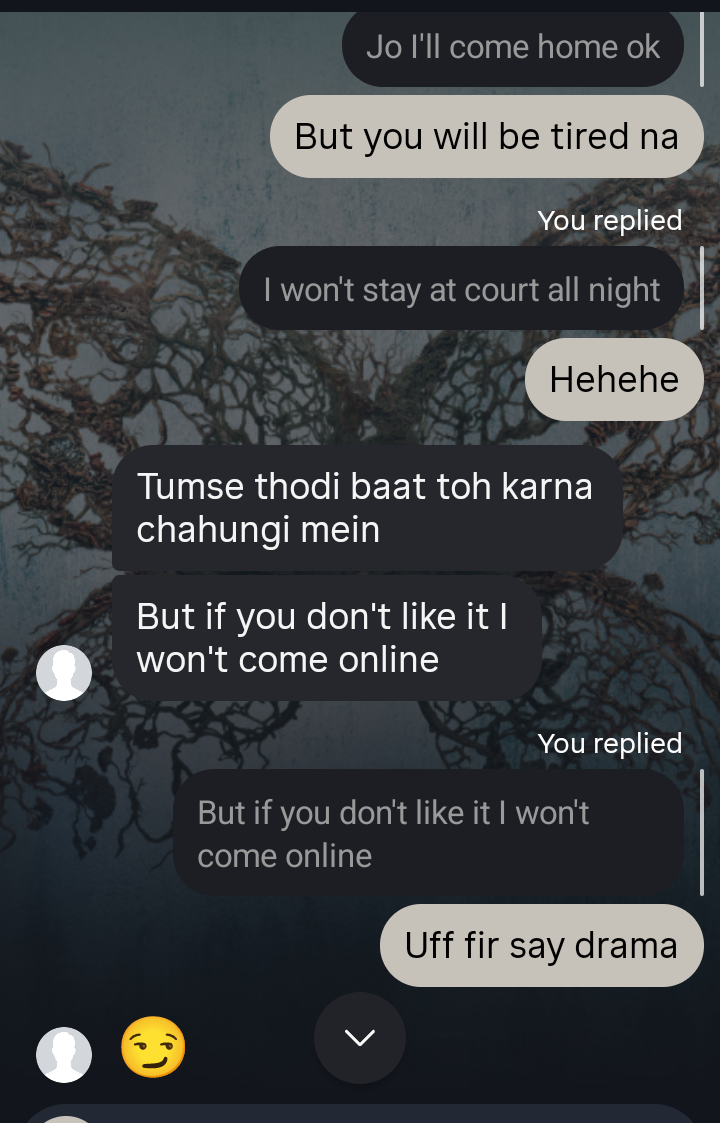 Jo I'll come home ok
But you will be tired na
You replied
I won't stay at court all night
Hehehe
Tumse thodi baat toh karna
chahungi mein
But if you don't like it I
won't come online
You replied
But if you don't like it I won't
come online
Uff fir say drama
😏